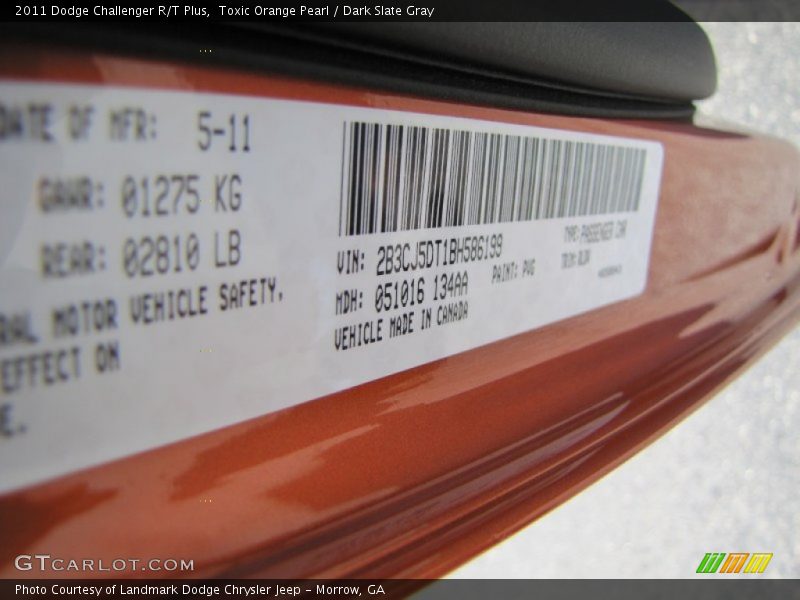 2011 Dodge Challenger R/T Plus, Toxic Orange Pearl / Dark Slate Gray
DATE OF MFR: 5-11
GAWR: 01275 KG
REAR: 02810 LB
RAL MOTOR VEHICLE SAFETY,
EFFECT ON
E.
VIN: 2B3CJ5DT1BH586199
TYPE: PASSENGER CAR
MDH: 051016 134AA
PAINT: PVG
TRIM:
VEHICLE MADE IN CANADA
GTCARLOT.COM
Photo Courtesy of Landmark Dodge Chrysler Jeep – Morrow, GA